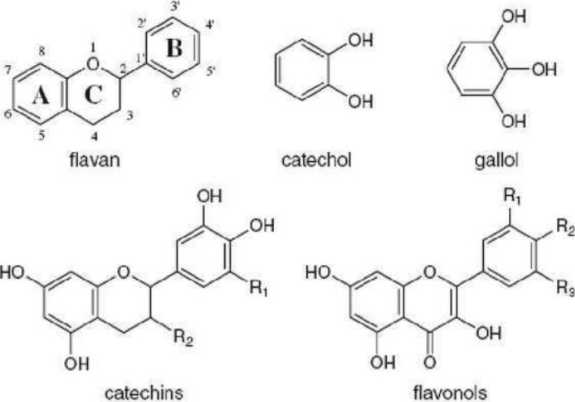 3'
2' 4'
8 1 B OH
O 1' OH
7 2 5' OH
A C 6' OH
6 3 OH
5 4
flavan catechol gallol
OH
OH R1
R2
HO O HO O
R1 R3
R2 OH
OH OH O
catechins flavonols